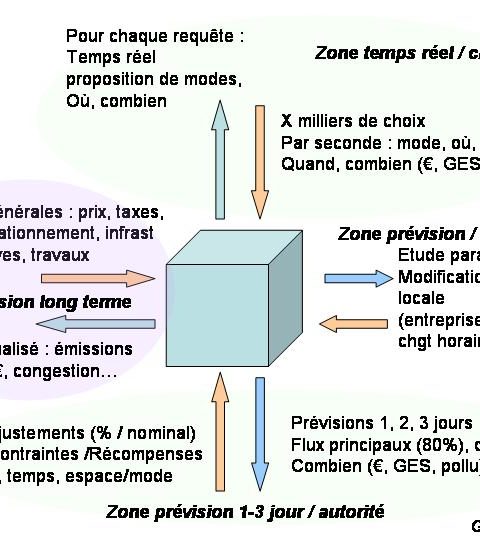 Pour chaque requête :
Temps réel
proposition de modes,
Où, combien
Zone temps réel / c
X milliers de choix
Par seconde : mode, où,
Quand, combien (€, GES
énérales : prix, taxes,
ationnement, infrast
ves, travaux
sion long terme
ualisé : émissions
€, congestion...
Zone prévision /
Etude para
Modificatio
locale
(entreprise
chgt horair
justements (% / nominal)
ontraintes /Récompenses
, temps, espace/mode
Prévisions 1, 2, 3 jours
Flux principaux (80%), c
Combien (€, GES, pollu)
Zone prévision 1-3 jour / autorité
G